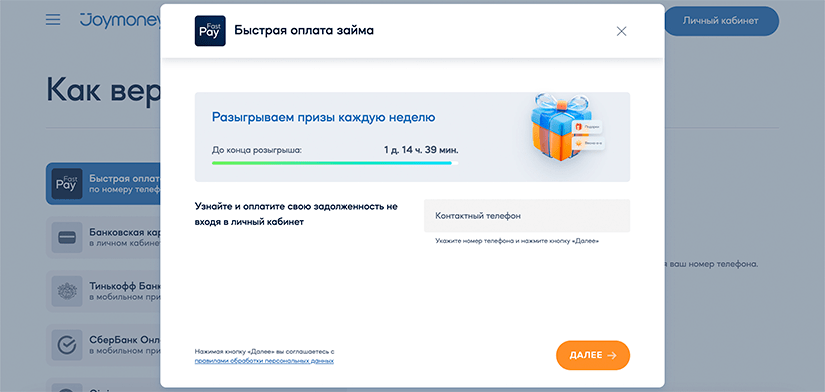 Joymoney
Личный кабинет
Fast
Pay
Быстрая оплата займа
Как вер
Разыгрываем призы каждую неделю
До конца розыгрыша:
1 д. 14 ч. 39 мин.
Fast
Pay
Быстрая оплат
по номеру телеф
Узнайте и оплатите свою задолженность не
входя в личный кабинет
Контактный телефон
Укажите номер телефона и нажмите кнопку «Далее»
Банковская кар
в личном кабинет
я ваш номер телефона.
Тинькофф Банк
в мобильном при
СберБанк Онл
в мобильном при
Нажимая кнопку «Далее» вы соглашаетесь с
правилами обработки персональных данных
ДАЛЕЕ →